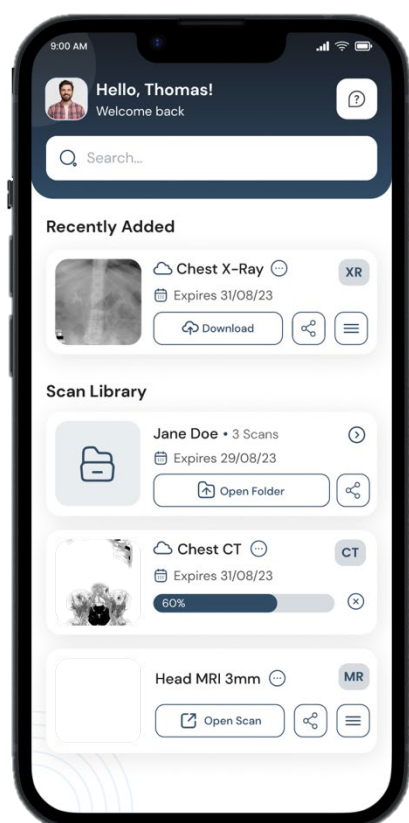 9:00 AM
Hello, Thomas!
Welcome back
Search...
Recently Added
Chest X-Ray
XR
Expires 31/08/23
Download
Scan Library
Jane Doe • 3 Scans
Expires 29/08/23
Open Folder
Chest CT
CT
Expires 31/08/23
60%
Head MRI 3mm
MR
Open Scan